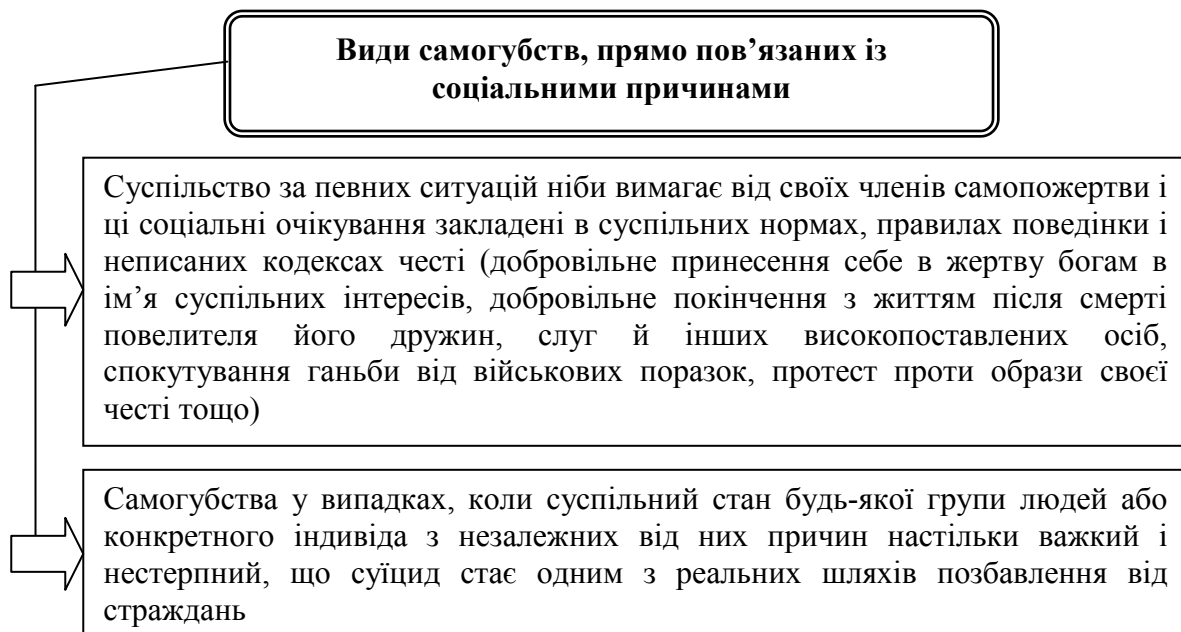 Види самогубств, прямо пов’язаних із
соціальними причинами
Суспільство за певних ситуацій ніби вимагає від своїх членів самопожертви і
ці соціальні очікування закладені в суспільних нормах, правилах поведінки і
неписаних кодексах честі (добровільне принесення себе в жертву богам в
ім’я суспільних інтересів, добровільне покінчення з життям після смерті
повелителя його дружин, слуг й інших високопоставлених осіб,
спокутування ганьби від військових поразок, протест проти образи своєї
честі тощо)
Самогубства у випадках, коли суспільний стан будь-якої групи людей або
конкретного індивіда з незалежних від них причин настільки важкий і
нестерпний, що суїцид стає одним з реальних шляхів позбавлення від
страждань